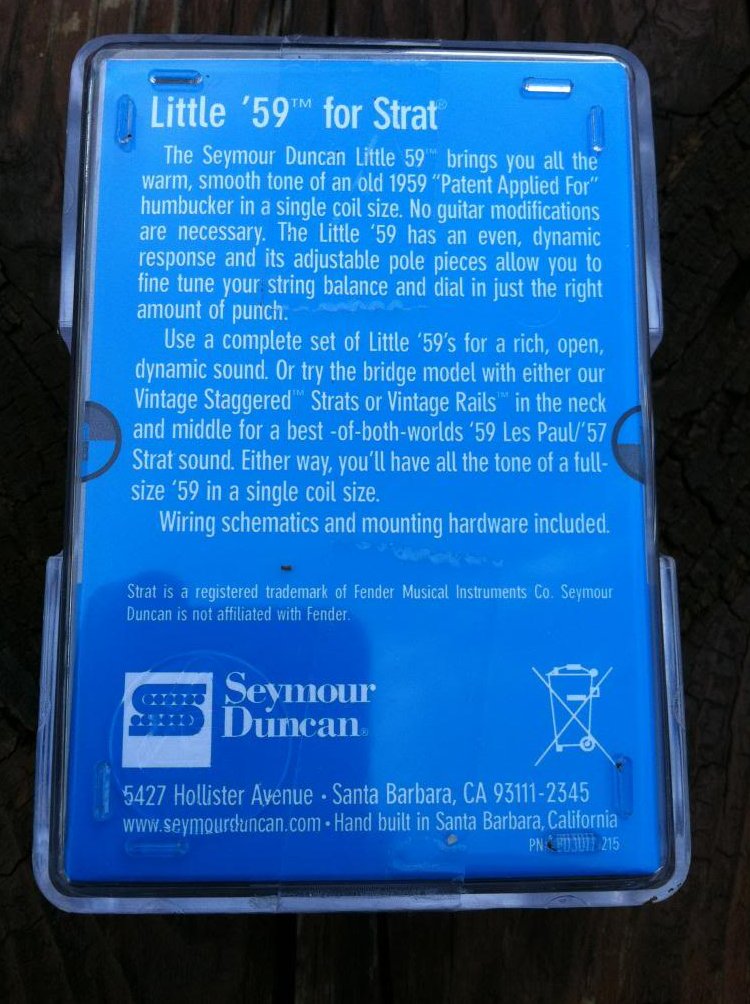 Little '59™ for Strat®
The Seymour Duncan Little 59™ brings you all the
warm, smooth tone of an old 1959 "Patent Applied For"
humbucker in a single coil size. No guitar modifications
are necessary. The Little '59 has an even, dynamic
response and its adjustable pole pieces allow you to
fine tune your string balance and dial in just the right
amount of punch.
Use a complete set of Little '59's for a rich, open,
dynamic sound. Or try the bridge model with either our
Vintage Staggered™ Strats or Vintage Rails™ in the neck
and middle for a best -of-both-worlds '59 Les Paul/'57
Strat sound. Either way, you'll have all the tone of a full-
size '59 in a single coil size.
Wiring schematics and mounting hardware included.
Strat is a registered trademark of Fender Musical Instruments Co. Seymour
Duncan is not affiliated with Fender.
Seymour
Duncan®
5427 Hollister Avenue • Santa Barbara, CA 93111-2345
www.seymourduncan.com • Hand built in Santa Barbara, California
PN 215